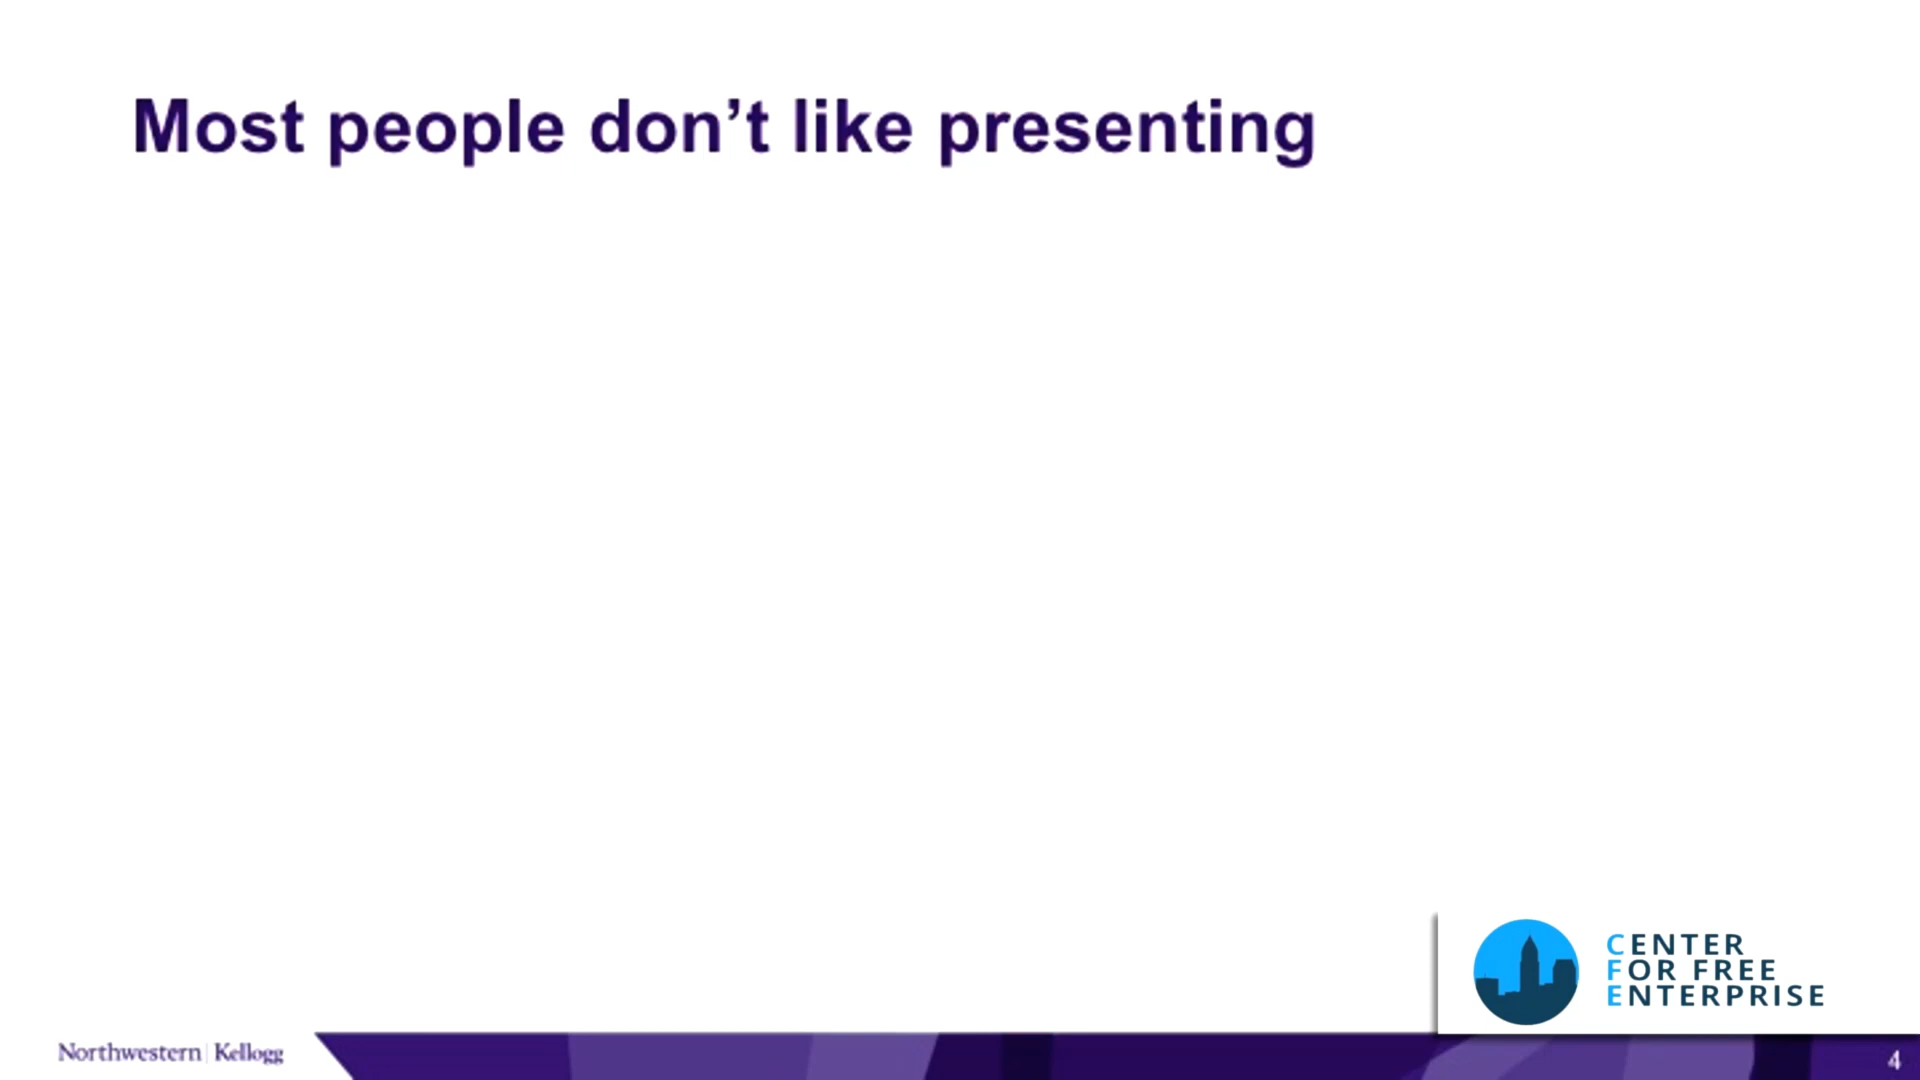 Most people don’t like presenting
CENTER
FOR FREE
ENTERPRISE
Northwestern | Kellogg
4